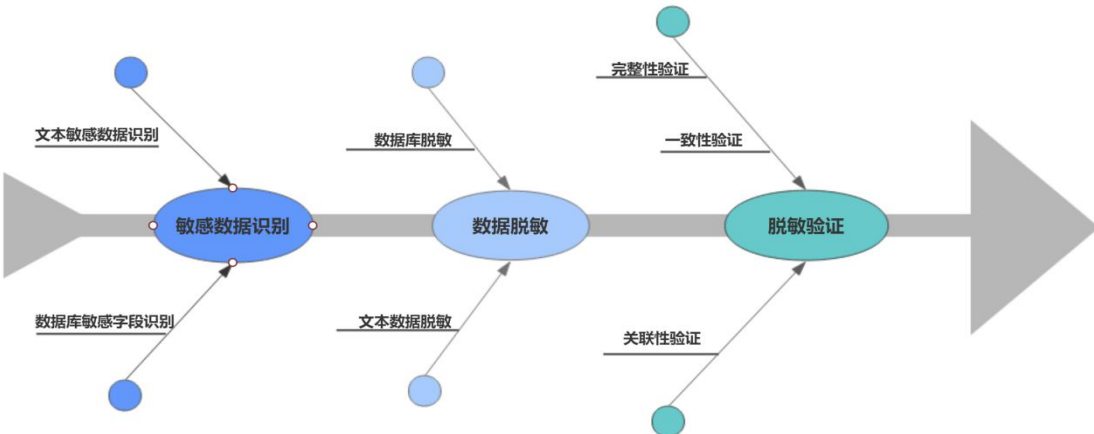 完整性验证
文本敏感数据识别
数据库脱敏
一致性验证
敏感数据识别
数据脱敏
脱敏验证
数据库敏感字段识别
文本数据脱敏
关联性验证